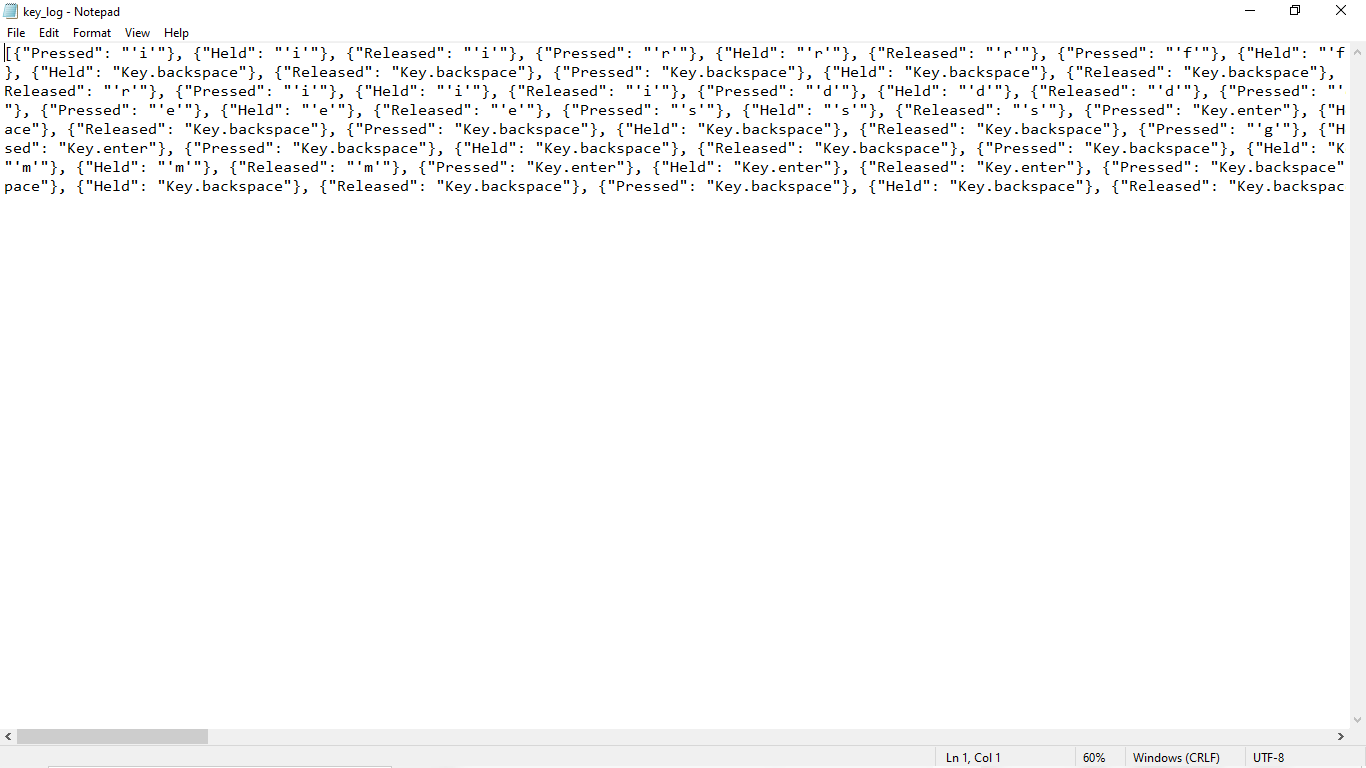 key_log - Notepad
File Edit Format View Help
[{"Pressed": "'i'"}, {"Held": "'i'"}, {"Released": "'i'"}, {"Pressed": "'r'"}, {"Held": "'r'"}, {"Released": "'r'"}, {"Pressed": "'f'"}, {"Held": "'f
}, {"Held": "Key.backspace"}, {"Released": "Key.backspace"}, {"Pressed": "Key.backspace"}, {"Held": "Key.backspace"}, {"Released": "Key.backspace"},
Released": "'r'"}, {"Pressed": "'i'"}, {"Held": "'i'"}, {"Released": "'i'"}, {"Pressed": "'d'"}, {"Held": "'d'"}, {"Released": "'d'"}, {"Pressed": "'
"}, {"Pressed": "'e'"}, {"Held": "'e'"}, {"Released": "'e'"}, {"Pressed": "'s'"}, {"Held": "'s'"}, {"Released": "'s'"}, {"Pressed": "Key.enter"}, {"H
ace"}, {"Released": "Key.backspace"}, {"Pressed": "Key.backspace"}, {"Held": "Key.backspace"}, {"Released": "Key.backspace"}, {"Pressed": "'g'"}, {"H
sed": "Key.enter"}, {"Pressed": "Key.backspace"}, {"Held": "Key.backspace"}, {"Released": "Key.backspace"}, {"Pressed": "Key.backspace"}, {"Held": "K
"'m'"}, {"Held": "'m'"}, {"Released": "'m'"}, {"Pressed": "Key.enter"}, {"Held": "Key.enter"}, {"Released": "Key.enter"}, {"Pressed": "Key.backspace"
pace"}, {"Held": "Key.backspace"}, {"Released": "Key.backspace"}, {"Pressed": "Key.backspace"}, {"Held": "Key.backspace"}, {"Released": "Key.backspac
Ln 1, Col 1 60% Windows (CRLF) UTF-8